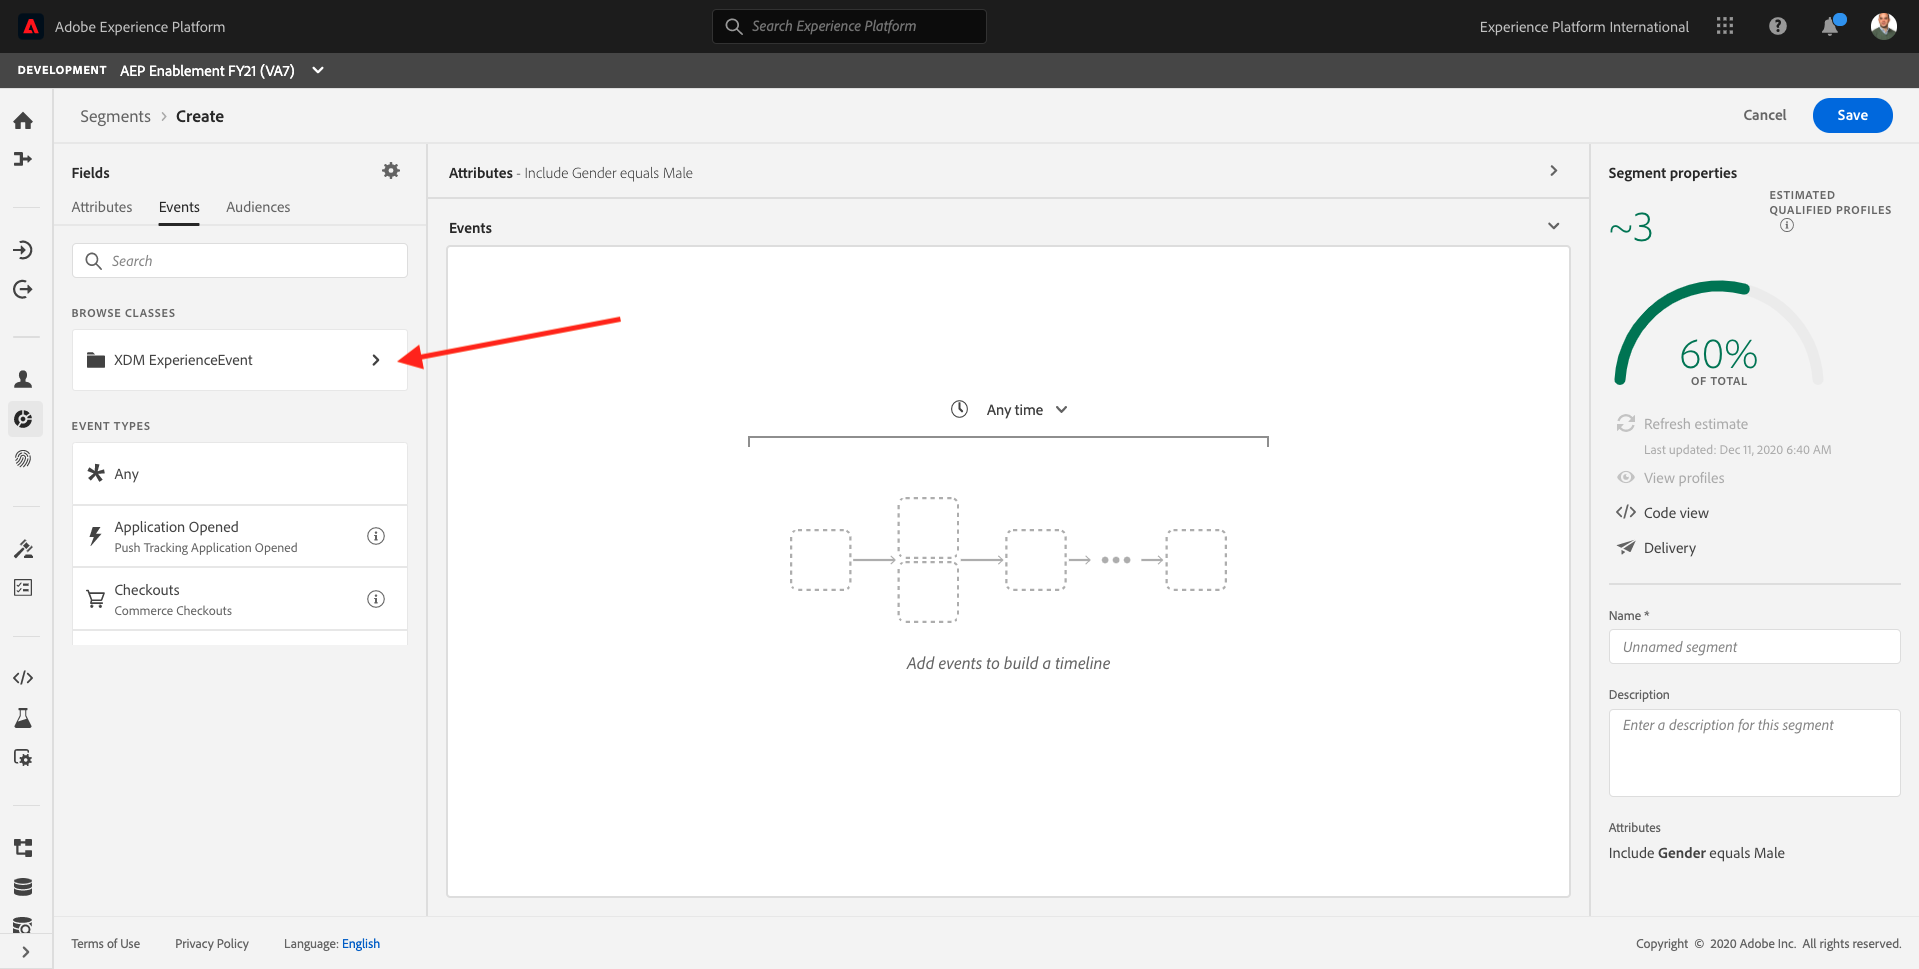 Adobe Experience Platform
Search Experience Platform
Experience Platform International
DEVELOPMENT AEP Enablement FY21 (VA7)
Segments > Create
Cancel
Save
Fields
Attributes Events Audiences
Search
BROWSE CLASSES
XDM ExperienceEvent
EVENT TYPES
Any
Application Opened
Push Tracking Application Opened
Checkouts
Commerce Checkouts
Attributes - Include Gender equals Male
Events
Any time
Add events to build a timeline
Segment properties
~3
ESTIMATED
QUALIFIED PROFILES
60%
OF TOTAL
Refresh estimate
Last updated: Dec 11, 2020 6:40 AM
View profiles
Code view
Delivery
Name *
Unnamed segment
Description
Enter a description for this segment
Attributes
Include Gender equals Male
Terms of Use Privacy Policy Language: English
Copyright © 2020 Adobe Inc. All rights reserved.